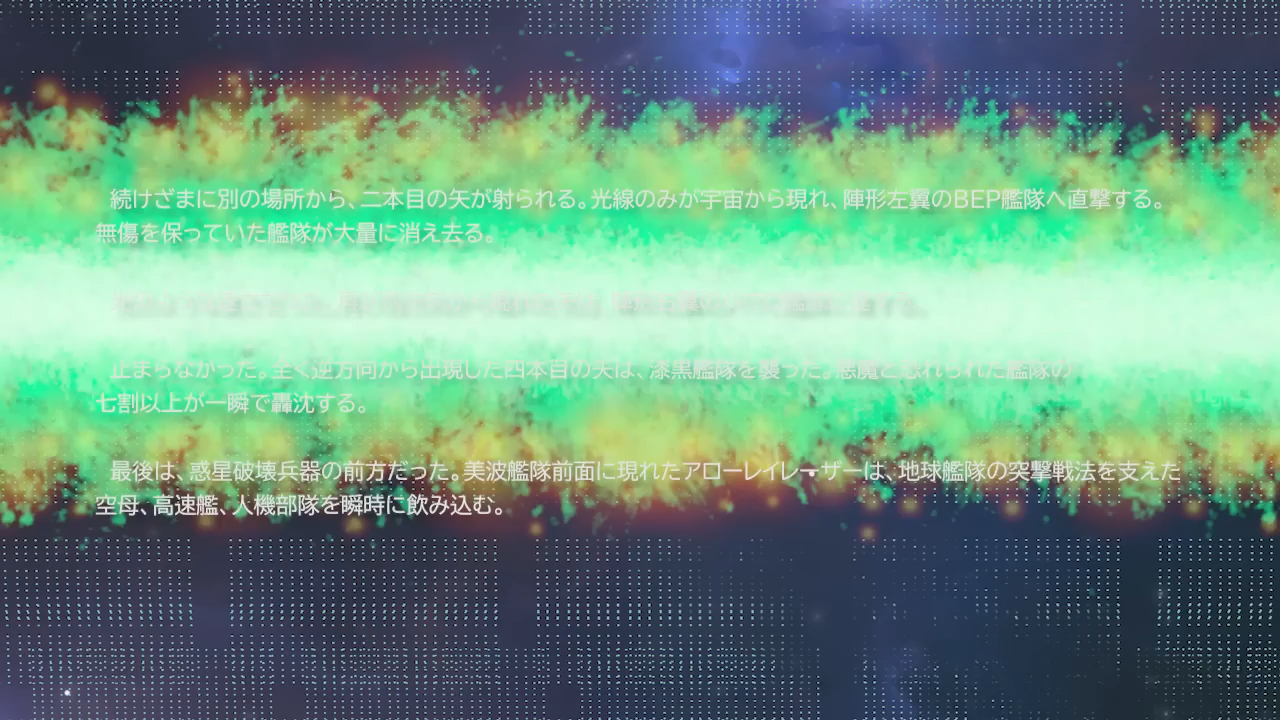 続けざまに別の場所から、二本目の矢が射られる。光線のみが宇宙から現れ、陣形左翼のBEP艦隊へ直撃する。
無傷を保っていた艦隊が大量に消え去る。
止まらなかった。全く逆方向から出現した四本目の矢は、漆黒艦隊を襲った。悪魔と恐れられた艦隊の
七割以上が一瞬で轟沈する。
最後は、惑星破壊兵器の前方だった。美波艦隊前面に現れたアローレイレーザーは、地球艦隊の突撃戦法を支えた
空母、高速艦、人機部隊を瞬時に飲み込む。